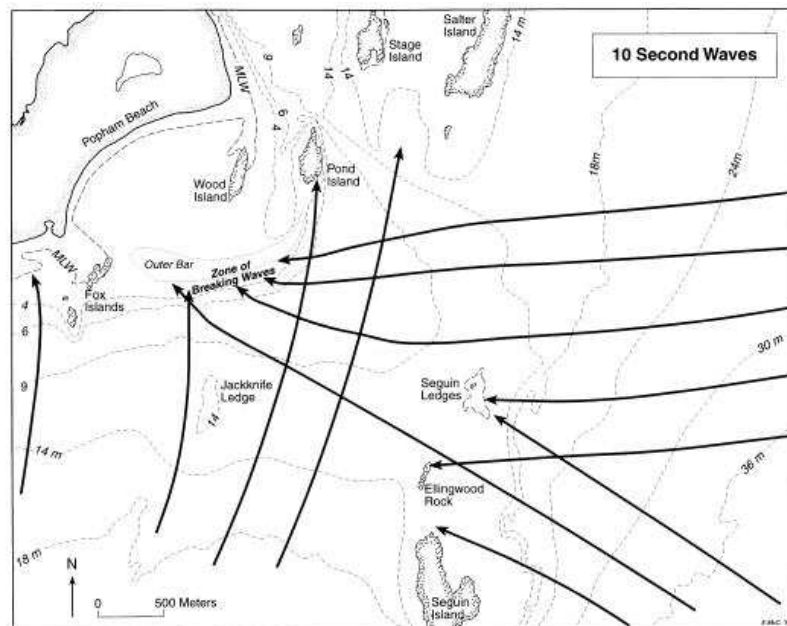 Salter
Island
Stage
Island
14 m
10 Second Waves
9
14
14
MLW
6
4
Popham Beach
Wood
Island
Pond
Island
18m
24m
MLW
Outer Bar
Zone of
Breaking Waves
Fox
Islands
4
6
9
30 m
Jackknife
Ledge
14
Seguin
Ledges
14 m
36 m
Ellingwood
Rock
18 m
N
0 500 Meters
Seguin
Island